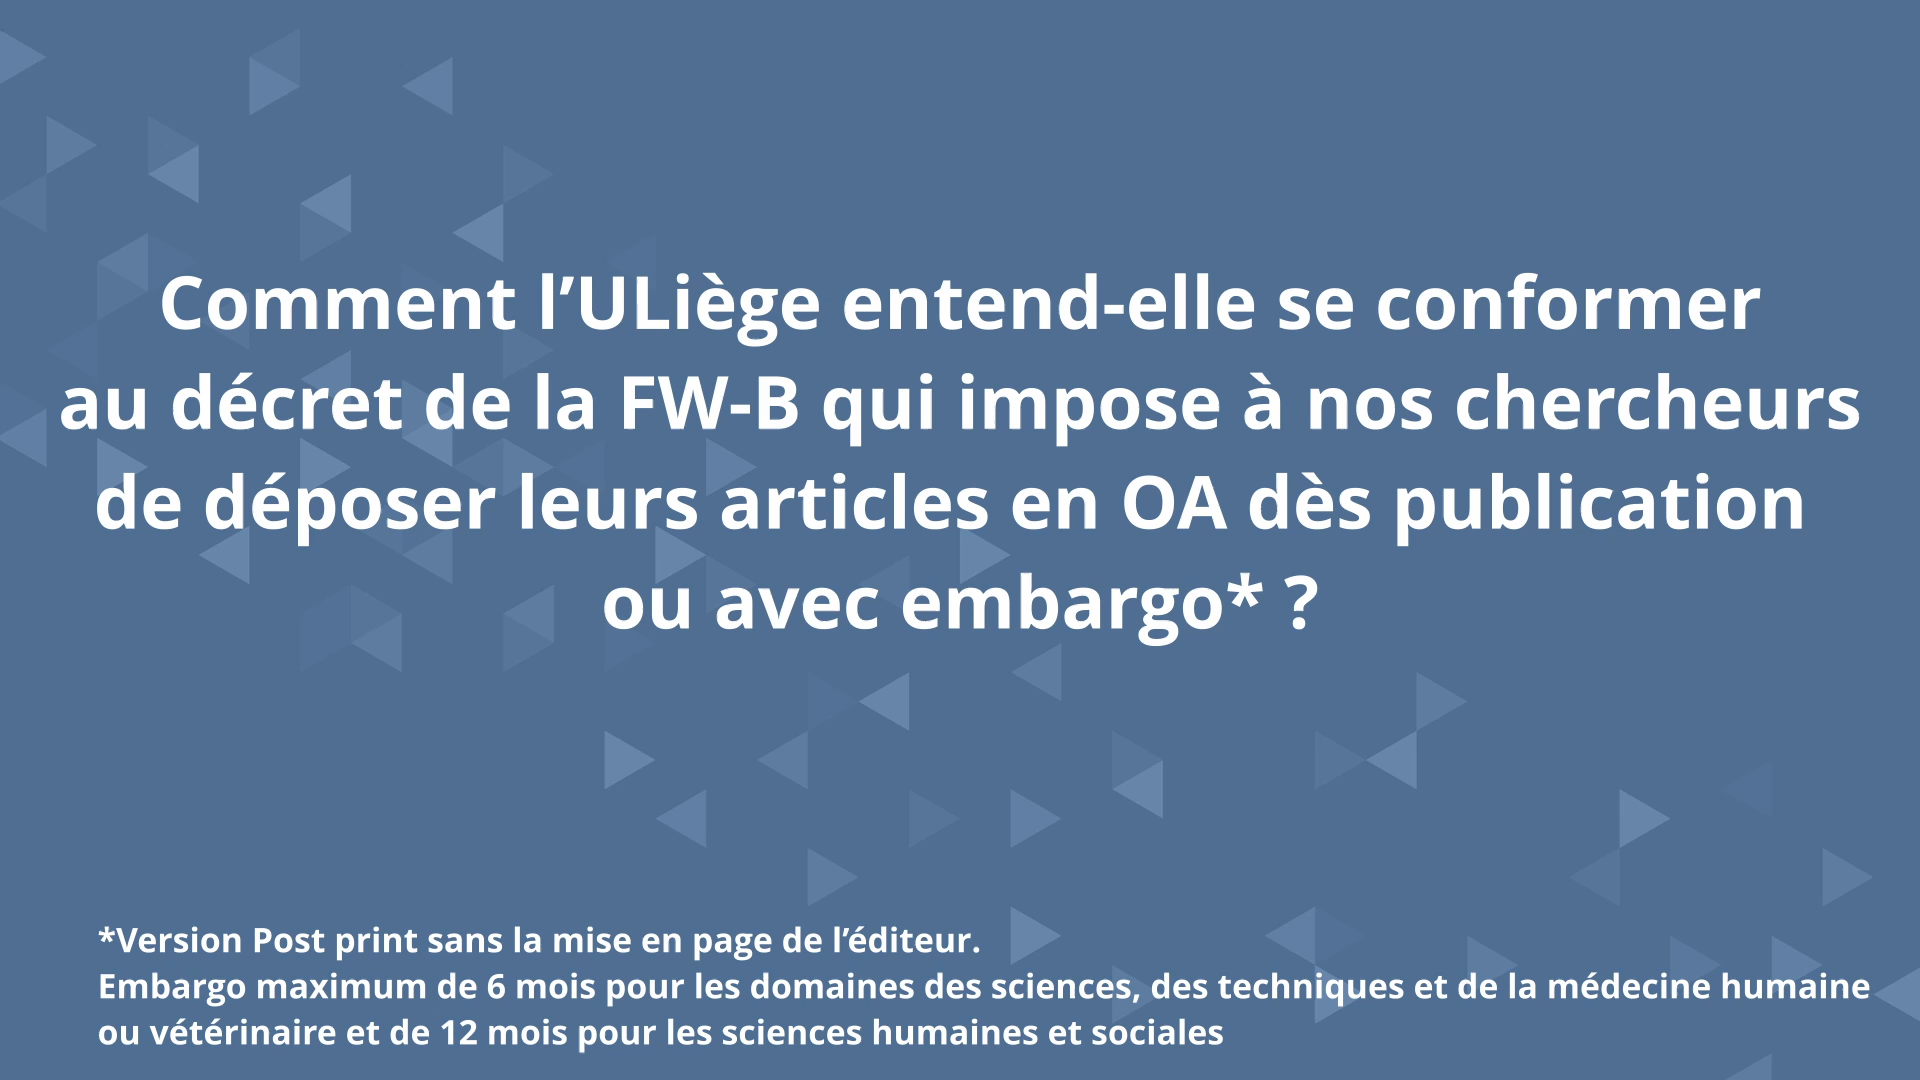 Comment l’ULiège entend-elle se conformer
au décret de la FW-B qui impose à nos chercheurs
de déposer leurs articles en OA dès publication
ou avec embargo* ?
*Version Post print sans la mise en page de l’éditeur.
Embargo maximum de 6 mois pour les domaines des sciences, des techniques et de la médecine humaine
ou vétérinaire et de 12 mois pour les sciences humaines et sociales